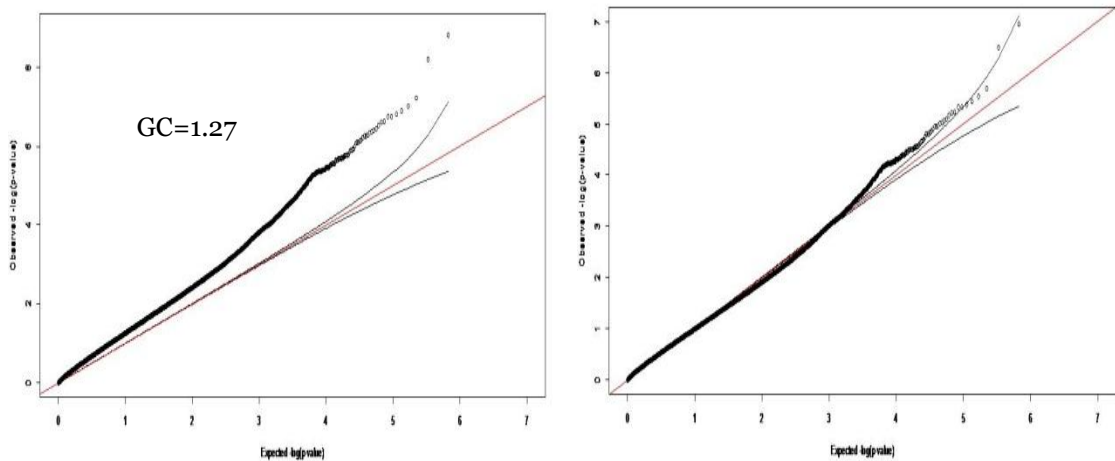 GC=1.27
Observed -log(p-value)
0
2
4
6
8
0 1 2 3 4 5 6 7
Expected -log(p value)
Observed -log(p-value)
0
1
2
3
4
5
6
7
0 1 2 3 4 5 6 7
Expected -log(p value)